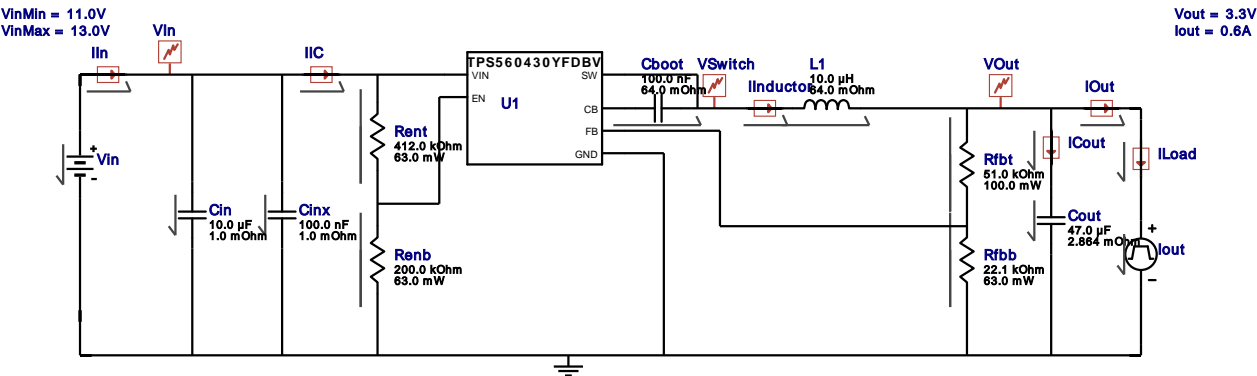 VinMin = 11.0V
VinMax = 13.0V
Vout = 3.3V
Iout = 0.6A
VIn
IIn
IIC
TPS560430YFDBV
VIN
EN
U1
SW
CB
FB
GND
Cboot
100.0 nF
64.0 mOhm
VSwitch
IInductor
L1
10.0 µH
64.0 mOhm
VOut
IOut
ICout
ILoad
Vin
+
-
Cin
10.0 µF
1.0 mOhm
Cinx
100.0 nF
1.0 mOhm
Rent
412.0 kOhm
63.0 mW
Renb
200.0 kOhm
63.0 mW
Rfbt
51.0 kOhm
100.0 mW
Rfbb
22.1 kOhm
63.0 mW
Cout
47.0 µF
2.864 mOhm
+
Iout
-